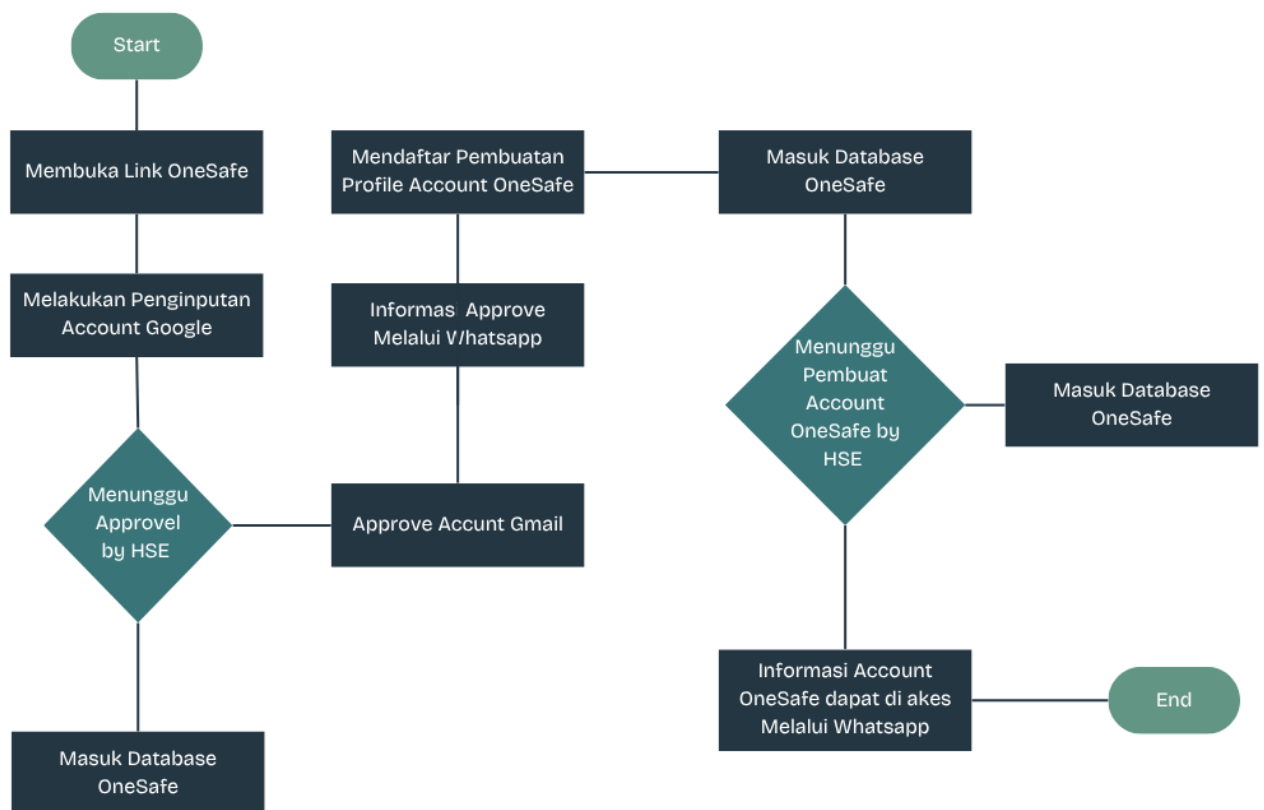 Start
Membuka Link OneSafe
Melakukan Penginputan
Account Google
Menunggu
Approvel
by HSE
Masuk Database
OneSafe
Approve Accunt Gmail
Informasi Approve
Melalui Whatsapp
Mendaftar Pembuatan
Profile Account OneSafe
Masuk Database
OneSafe
Menunggu
Pembuat
Account
OneSafe by
HSE
Masuk Database
OneSafe
Informasi Account
OneSafe dapat di akes
Melalui Whatsapp
End